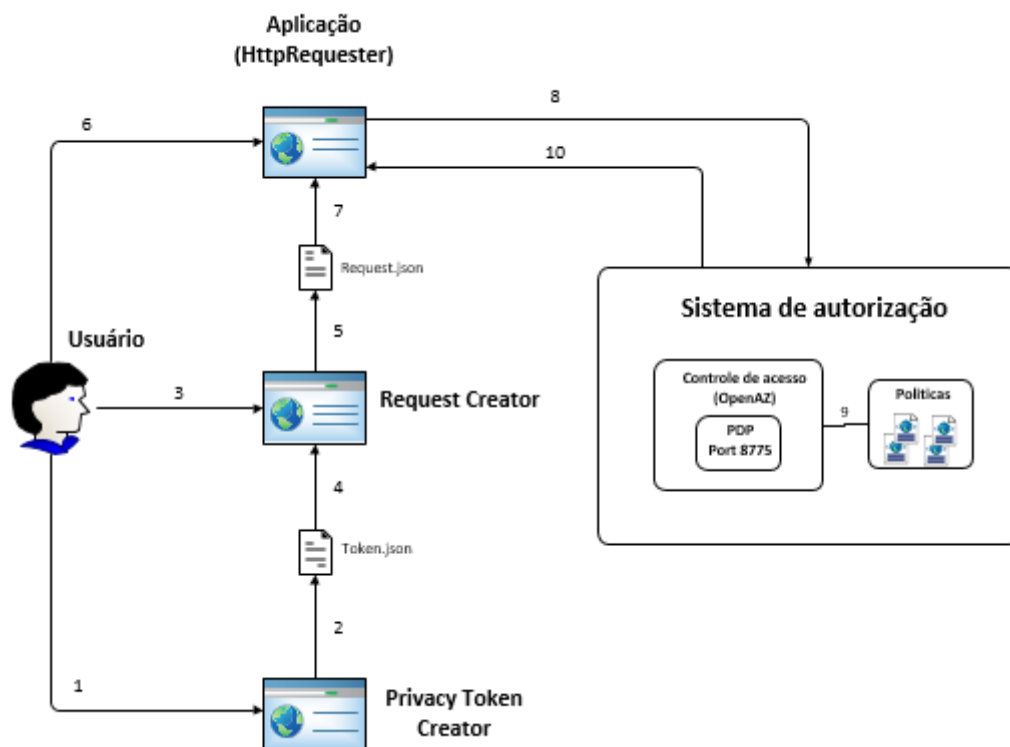 Aplicação
(HttpRequester)
8
6
10
7
Request.json
Sistema de autorização
Usuário
5
Controle de acesso
(OpenAZ)
Politicas
3
Request Creator
9
PDP
Port 8775
4
Token.json
2
1
Privacy Token
Creator